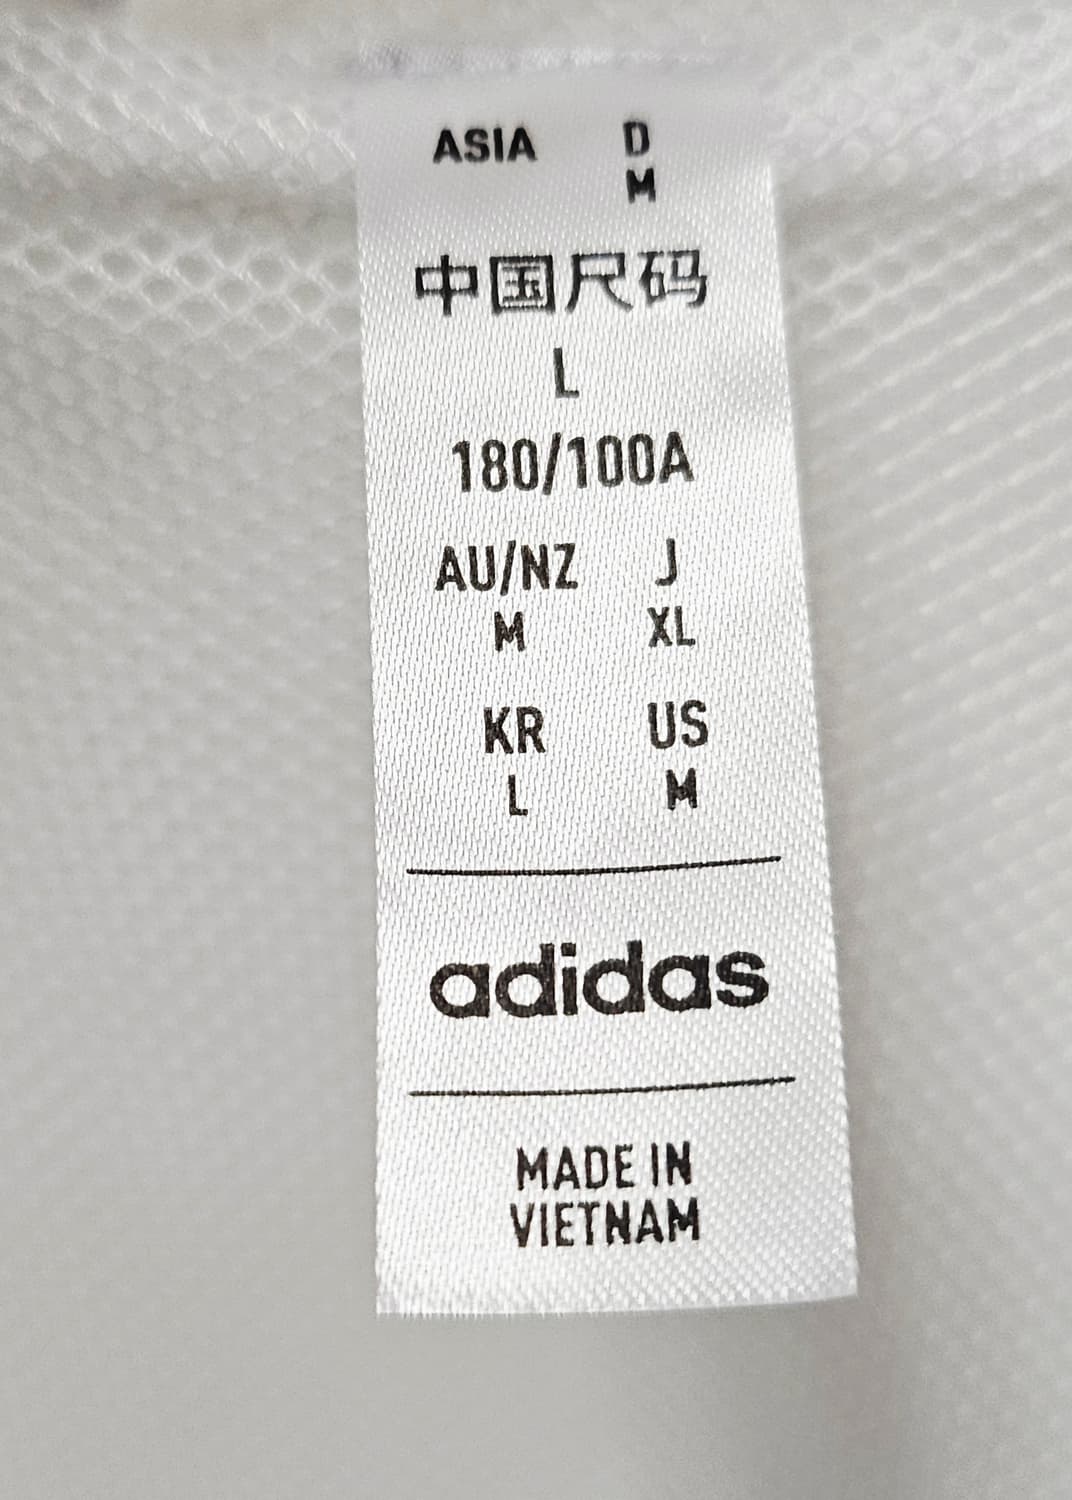 ASIA D
M
中国尺码
L
180/100A
AU/NZ J
M XL
KR US
L M
adidas
MADE IN
VIETNAM